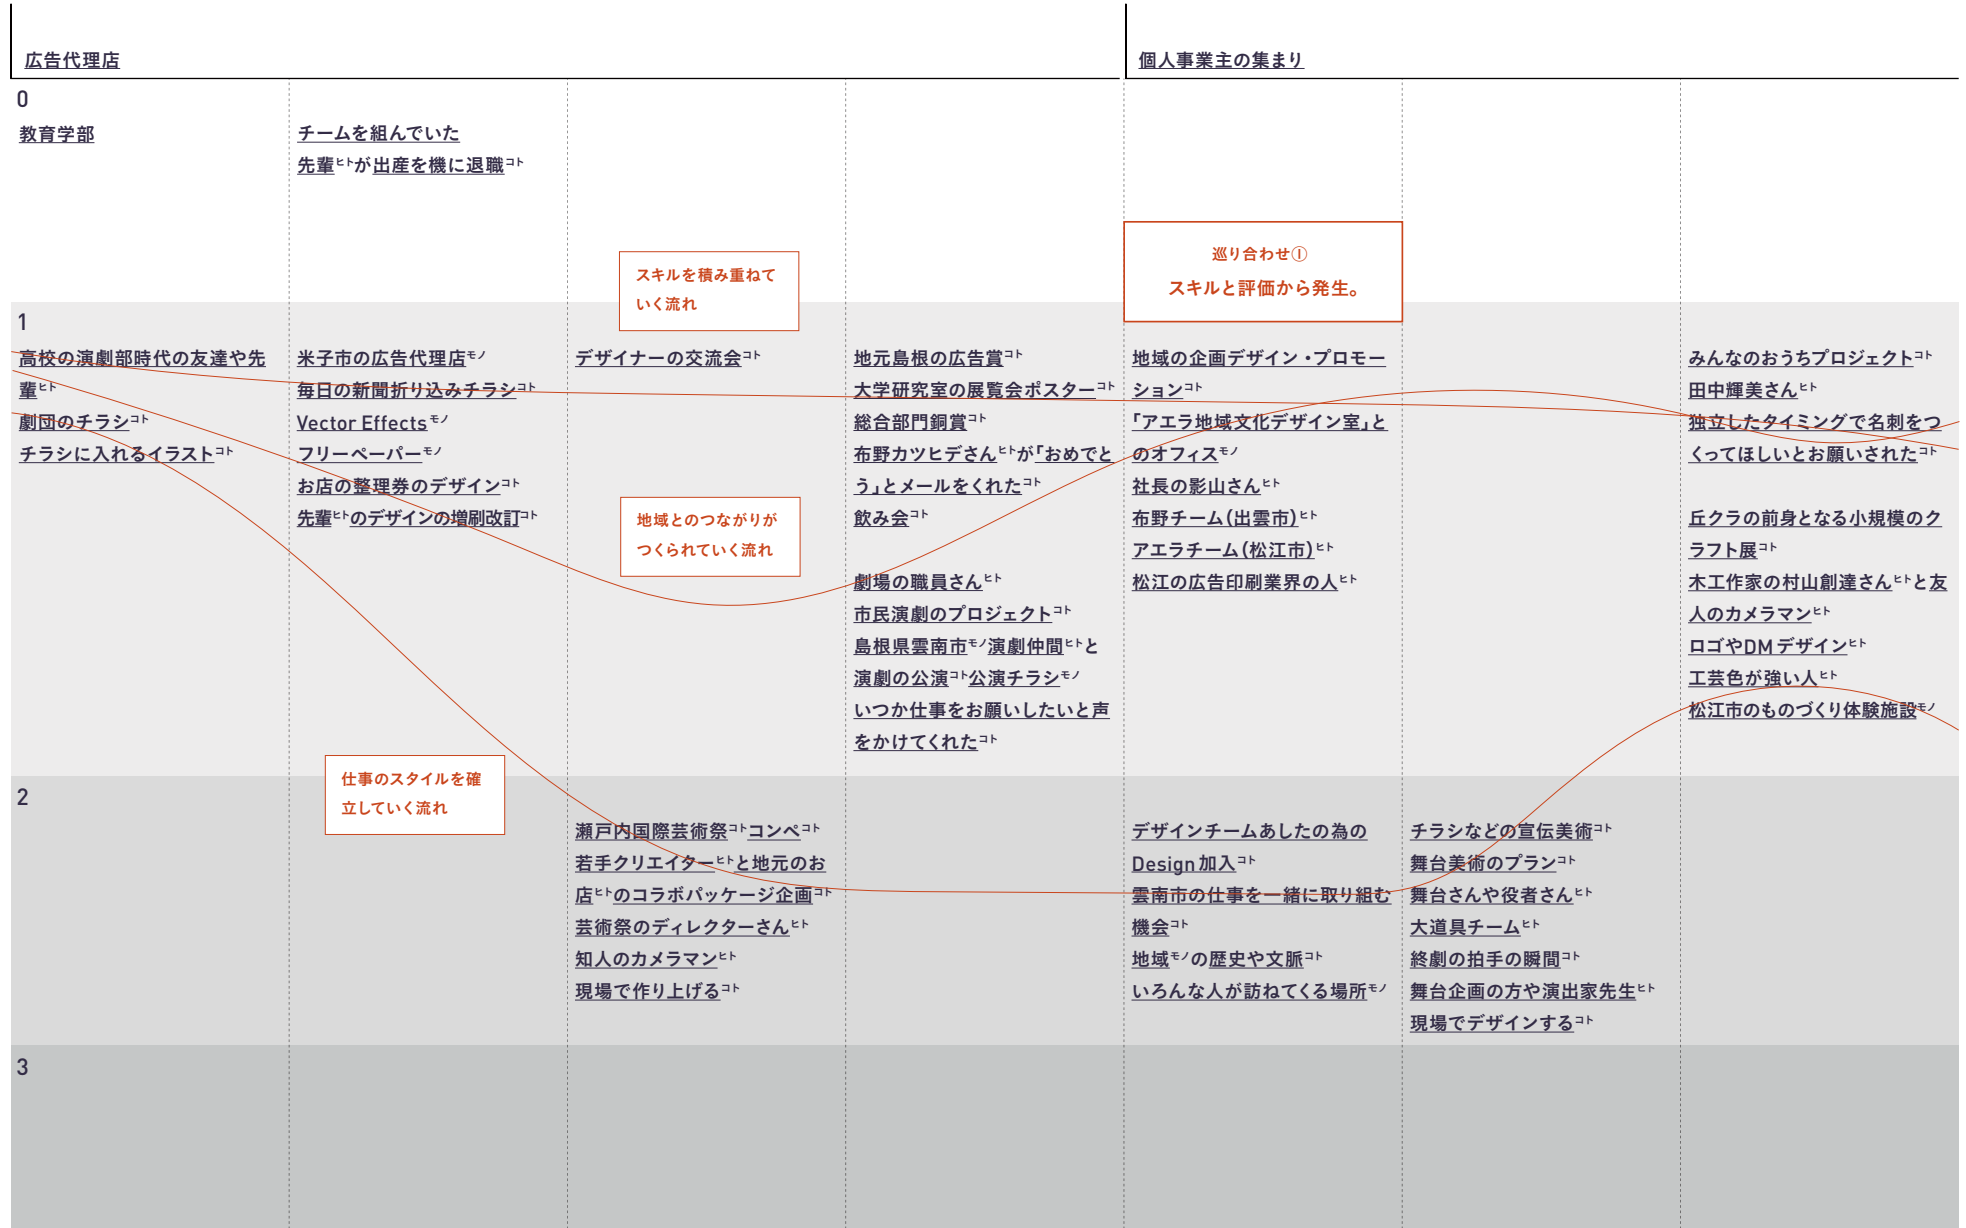 広告代理店
個人事業主の集まり
0
教育学部
チームを組んでいた
先輩ヒトが出産を機に退職コト
スキルを積み重ねて
いく流れ
巡り合わせ①
スキルと評価から発生。
1
高校の演劇部時代の友達や先
輩ヒト
劇団のチラシコト
チラシに入れるイラストコト
米子市の広告代理店モノ
毎日の新聞折り込みチラシコト
Vector Effectsモノ
フリーペーパーモノ
お店の整理券のデザインコト
先輩ヒトのデザインの増刷改訂コト
デザイナーの交流会コト
地域とのつながりが
つくられていく流れ
地元島根の広告賞コト
大学研究室の展覧会ポスターコト
総合部門銅賞コト
布野カツヒデさんヒトが「おめでと
う」とメールをくれたコト
飲み会コト
劇場の職員さんヒト
市民演劇のプロジェクトコト
島根県雲南市モノ演劇仲間ヒトと
演劇の公演コト公演チラシモノ
いつか仕事をお願いしたいと声
をかけてくれたコト
地域の企画デザイン・プロモー
ションコト
「アエラ地域文化デザイン室」と
のオフィスモノ
社長の影山さんヒト
布野チーム（出雲市）ヒト
アエラチーム（松江市）ヒト
松江の広告印刷業界の人ヒト
みんなのおうちプロジェクトコト
田中輝美さんヒト
独立したタイミングで名刺をつ
くってほしいとお願いされたコト
丘クラの前身となる小規模のク
ラフト展コト
木工作家の村山創達さんヒトと友
人のカメラマンヒト
ロゴやDMデザインヒト
工芸色が強い人ヒト
松江市のものづくり体験施設モノ
仕事のスタイルを確
立していく流れ
2
瀬戸内国際芸術祭コトコンペコト
若手クリエイターヒトと地元のお
店ヒトのコラボパッケージ企画コト
芸術祭のディレクターさんヒト
知人のカメラマンヒト
現場で作り上げるコト
デザインチームあしたの為の
Design加入コト
雲南市の仕事を一緒に取り組む
機会コト
地域モノの歴史や文脈コト
いろんな人が訪ねてくる場所モノ
チラシなどの宣伝美術コト
舞台美術のプランコト
舞台さんや役者さんヒト
大道具チームヒト
終劇の拍手の瞬間コト
舞台企画の方や演出家先生ヒト
現場でデザインするコト
3